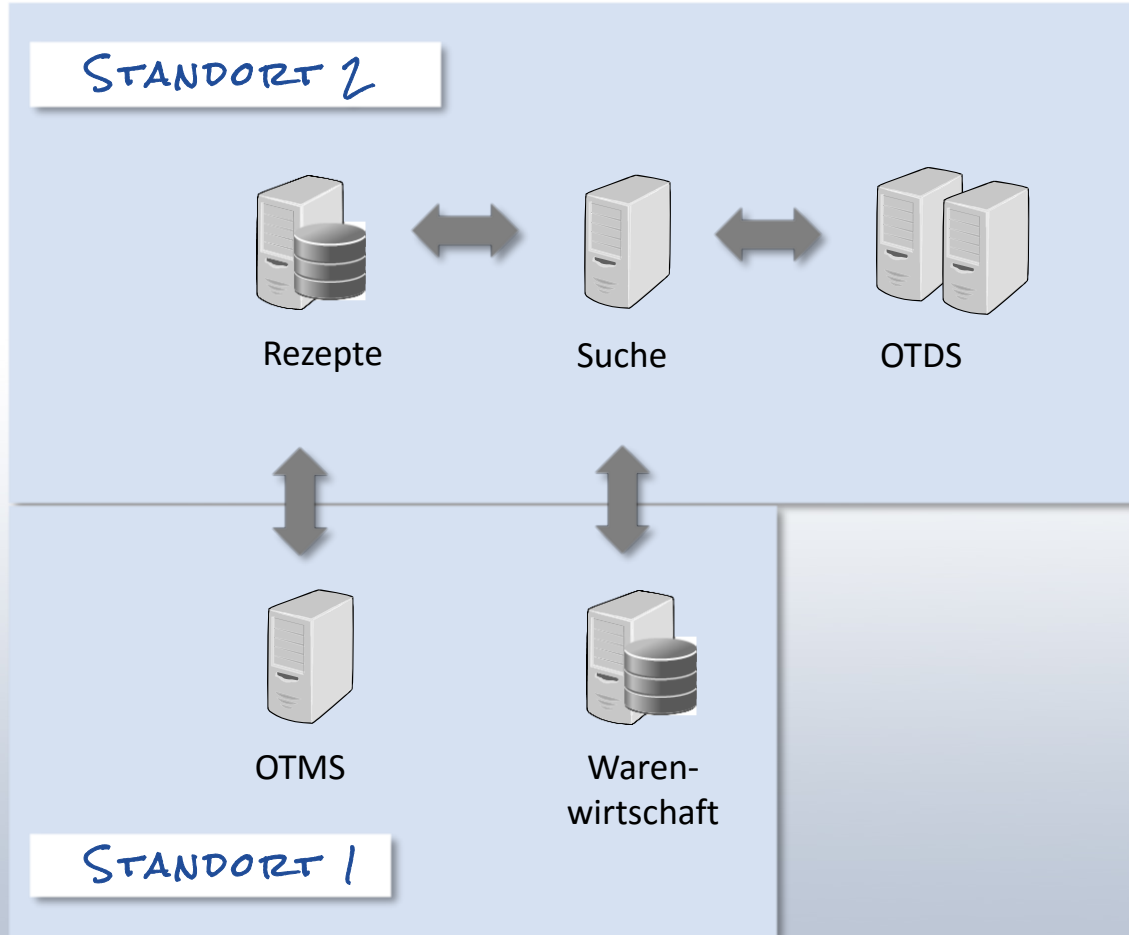 STANDORT 2
Rezepte
Suche
OTDS
OTMS
Waren-
wirtschaft
STANDORT 1